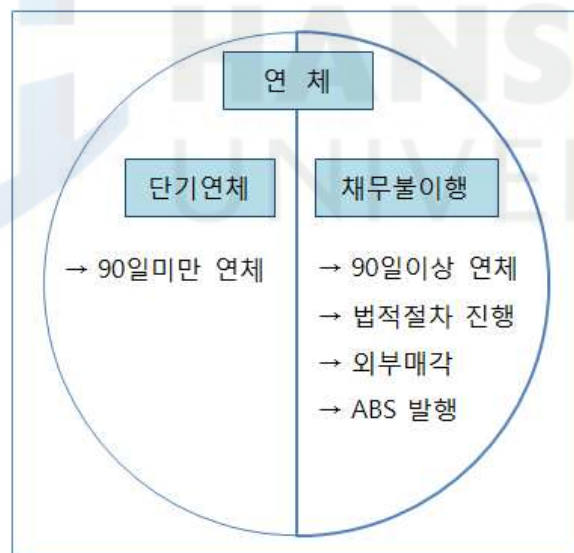 HANS
UNIVE
연 체
단기연체
채무불이행
→ 90일미만 연체
→ 90일이상 연체
→ 법적절차 진행
→ 외부매각
→ ABS 발행